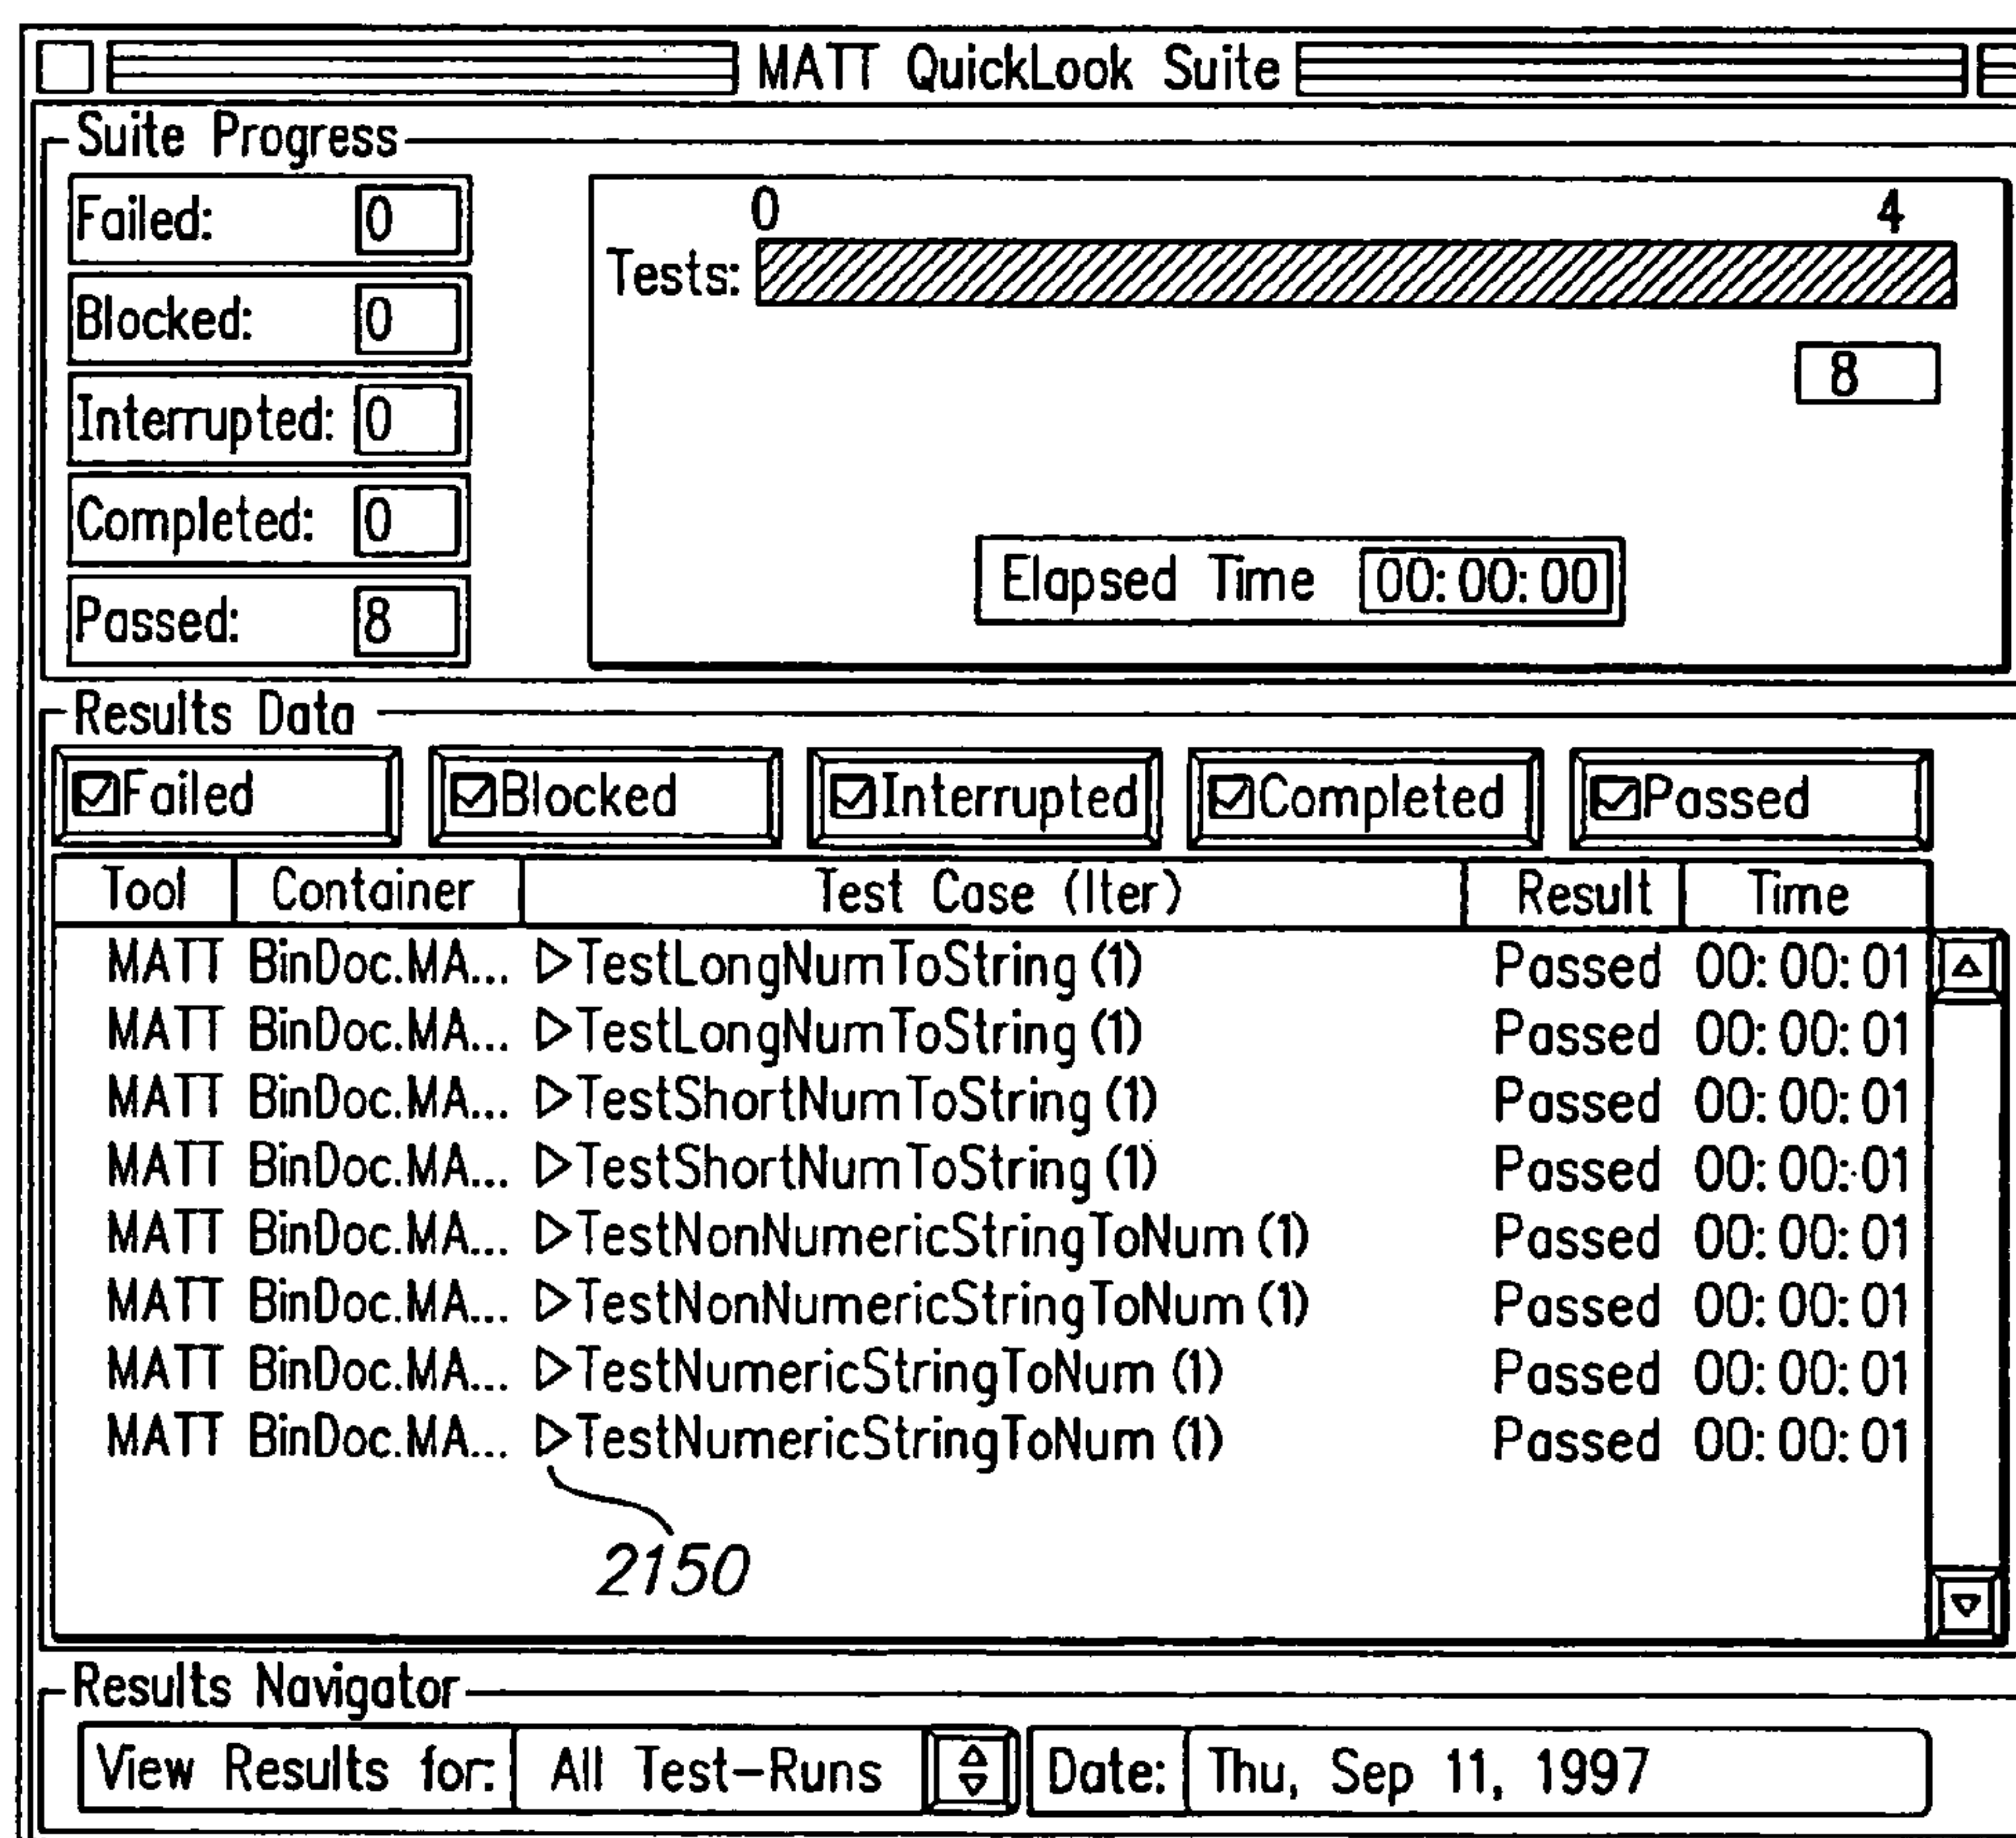 MATT QuickLook Suite
Suite Progress
Failed: 0
Blocked: 0
Interrupted: 0
Completed: 0
Passed: 8
0 4
Tests:
8
Elapsed Time 00:00:00
Results Data
Failed Blocked Interrupted Completed Passed
Tool Container Test Case (Iter) Result Time
MATT BinDoc.MA... TestLongNumToString (1) Passed 00:00:01
MATT BinDoc.MA... TestLongNumToString (1) Passed 00:00:01
MATT BinDoc.MA... TestShortNumToString (1) Passed 00:00:01
MATT BinDoc.MA... TestShortNumToString (1) Passed 00:00:01
MATT BinDoc.MA... TestNonNumericStringToNum (1) Passed 00:00:01
MATT BinDoc.MA... TestNonNumericStringToNum (1) Passed 00:00:01
MATT BinDoc.MA... TestNumericStringToNum (1) Passed 00:00:01
MATT BinDoc.MA... TestNumericStringToNum (1) Passed 00:00:01
2150
Results Navigator
View Results for: All Test-Runs Date: Thu, Sep 11, 1997